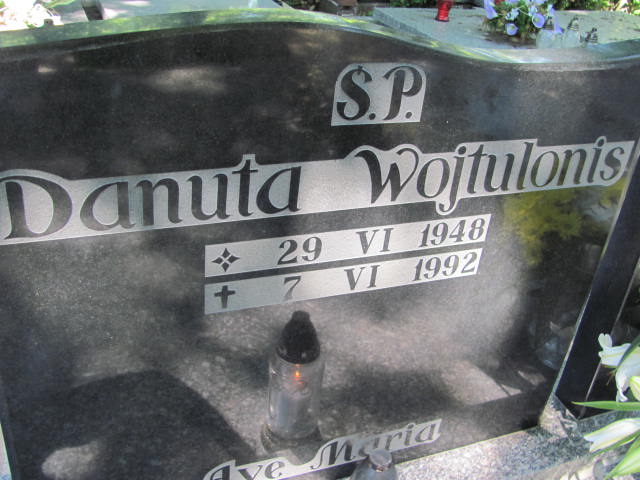 Ś.P.
Danuta Wojtulonis
29 VI 1948
7 VI 1992
Ave Maria